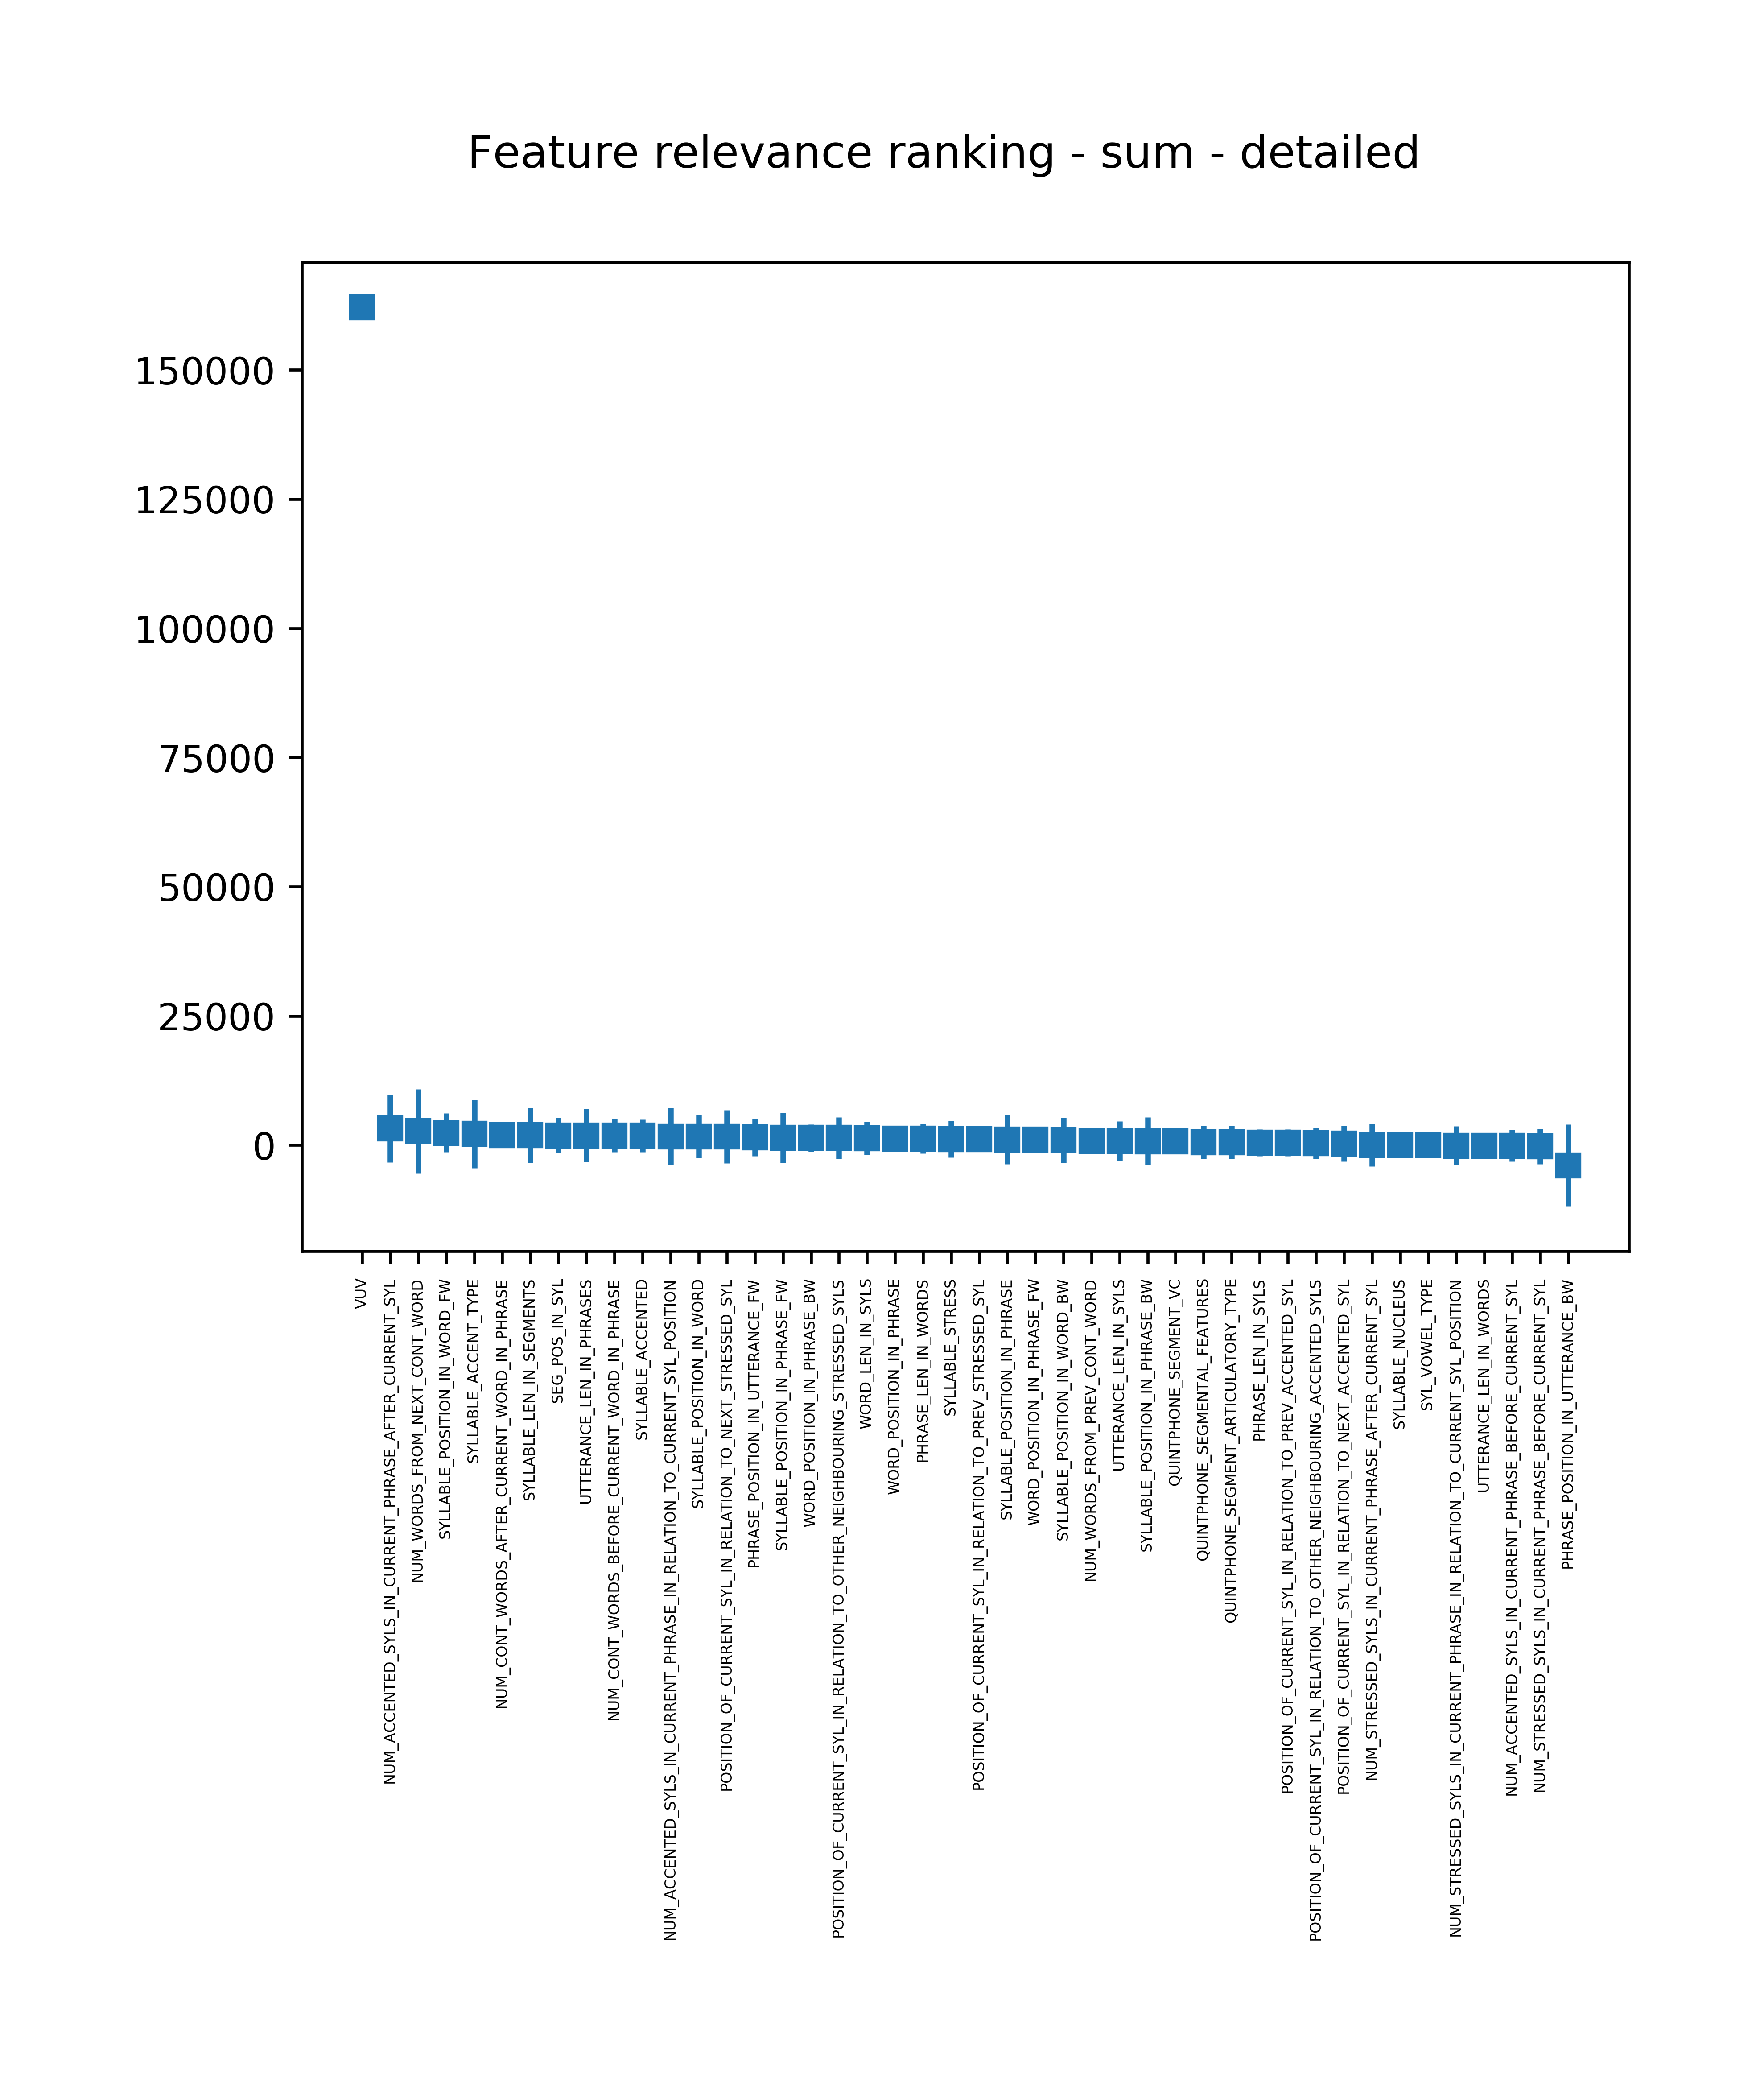 Feature relevance ranking - sum - detailed
150000
125000
100000
75000
50000
25000
0
VUV
NUM_ACCENTED_SYLS_IN_CURRENT_PHRASE_AFTER_CURRENT_SYL
NUM_WORDS_FROM_NEXT_CONT_WORD
SYLLABLE_POSITION_IN_WORD_FW
SYLLABLE_ACCENT_TYPE
NUM_CONT_WORDS_AFTER_CURRENT_WORD_IN_PHRASE
SYLLABLE_LEN_IN_SEGMENTS
SEG_POS_IN_SYL
UTTERANCE_LEN_IN_PHRASES
NUM_CONT_WORDS_BEFORE_CURRENT_WORD_IN_PHRASE
SYLLABLE_ACCENTED
NUM_ACCENTED_SYLS_IN_CURRENT_PHRASE_IN_RELATION_TO_CURRENT_SYL_POSITION
SYLLABLE_POSITION_IN_WORD
POSITION_OF_CURRENT_SYL_IN_RELATION_TO_NEXT_STRESSED_SYL
PHRASE_POSITION_IN_UTTERANCE_FW
SYLLABLE_POSITION_IN_PHRASE_FW
WORD_POSITION_IN_PHRASE_BW
POSITION_OF_CURRENT_SYL_IN_RELATION_TO_OTHER_NEIGHBOURING_STRESSED_SYLS
WORD_LEN_IN_SYLS
WORD_POSITION_IN_PHRASE
PHRASE_LEN_IN_WORDS
SYLLABLE_STRESS
POSITION_OF_CURRENT_SYL_IN_RELATION_TO_PREV_STRESSED_SYL
SYLLABLE_POSITION_IN_PHRASE
WORD_POSITION_IN_PHRASE_FW
SYLLABLE_POSITION_IN_WORD_BW
NUM_WORDS_FROM_PREV_CONT_WORD
UTTERANCE_LEN_IN_SYLS
SYLLABLE_POSITION_IN_PHRASE_BW
QUINTPHONE_SEGMENT_VC
QUINTPHONE_SEGMENTAL_FEATURES
QUINTPHONE_SEGMENT_ARTICULATORY_TYPE
PHRASE_LEN_IN_SYLS
POSITION_OF_CURRENT_SYL_IN_RELATION_TO_PREV_ACCENTED_SYL
POSITION_OF_CURRENT_SYL_IN_RELATION_TO_OTHER_NEIGHBOURING_ACCENTED_SYLS
POSITION_OF_CURRENT_SYL_IN_RELATION_TO_NEXT_ACCENTED_SYL
NUM_STRESSED_SYLS_IN_CURRENT_PHRASE_AFTER_CURRENT_SYL
SYLLABLE_NUCLEUS
SYL_VOWEL_TYPE
NUM_STRESSED_SYLS_IN_CURRENT_PHRASE_IN_RELATION_TO_CURRENT_SYL_POSITION
UTTERANCE_LEN_IN_WORDS
NUM_ACCENTED_SYLS_IN_CURRENT_PHRASE_BEFORE_CURRENT_SYL
NUM_STRESSED_SYLS_IN_CURRENT_PHRASE_BEFORE_CURRENT_SYL
PHRASE_POSITION_IN_UTTERANCE_BW